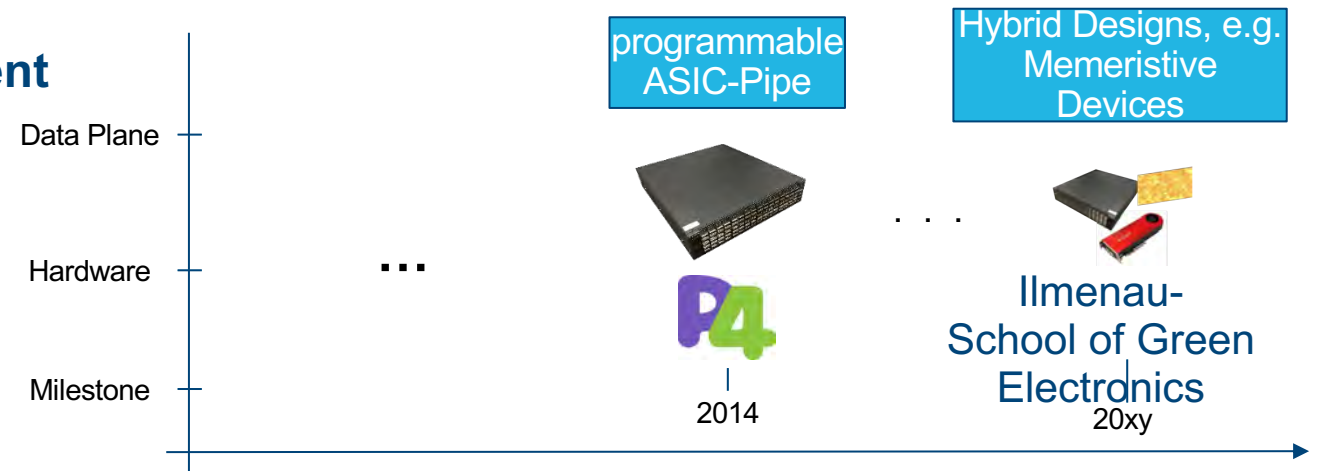 ent
programmable
ASIC-Pipe
Hybrid Designs, e.g.
Memeristive
Devices
Data Plane
. . .
Hardware
...
P4
Ilmenau-
School of Green
Electronics
Milestone
2014
20xy